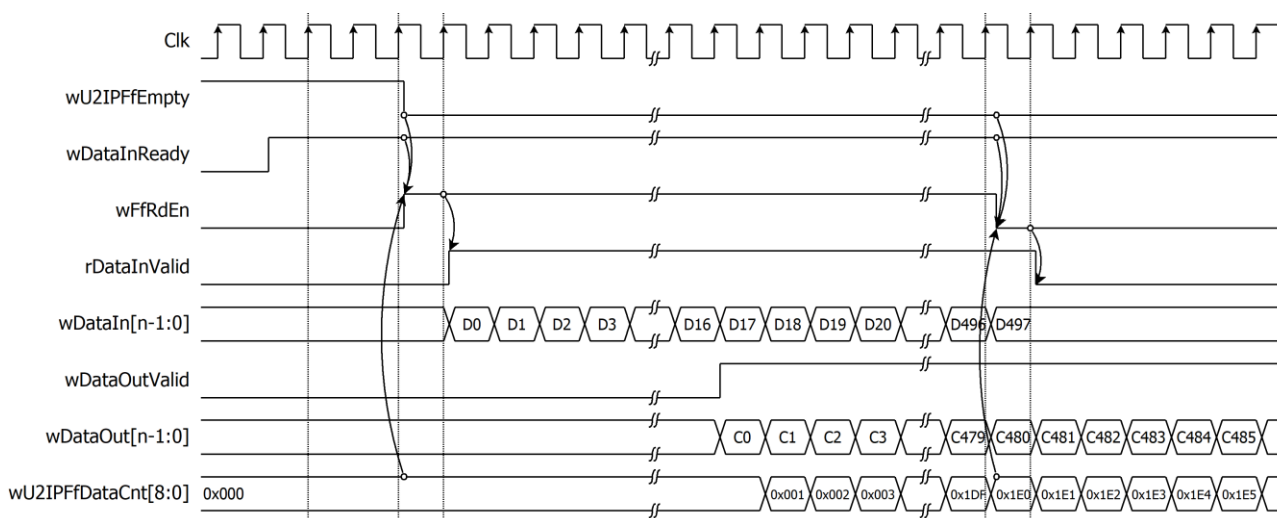 Clk
wU2IPFfEmpty
wDataInReady
wFfRdEn
rDataInValid
wDataIn[n-1:0] D0 D1 D2 D3 D16 D17 D18 D19 D20 D496 D497
wDataOutValid
wDataOut[n-1:0] C0 C1 C2 C3 C479 C480 C481 C482 C483 C484 C485
wU2IPFfDataCnt[8:0] 0x000 0x001 0x002 0x003 0x1DF 0x1E0 0x1E1 0x1E2 0x1E3 0x1E4 0x1E5